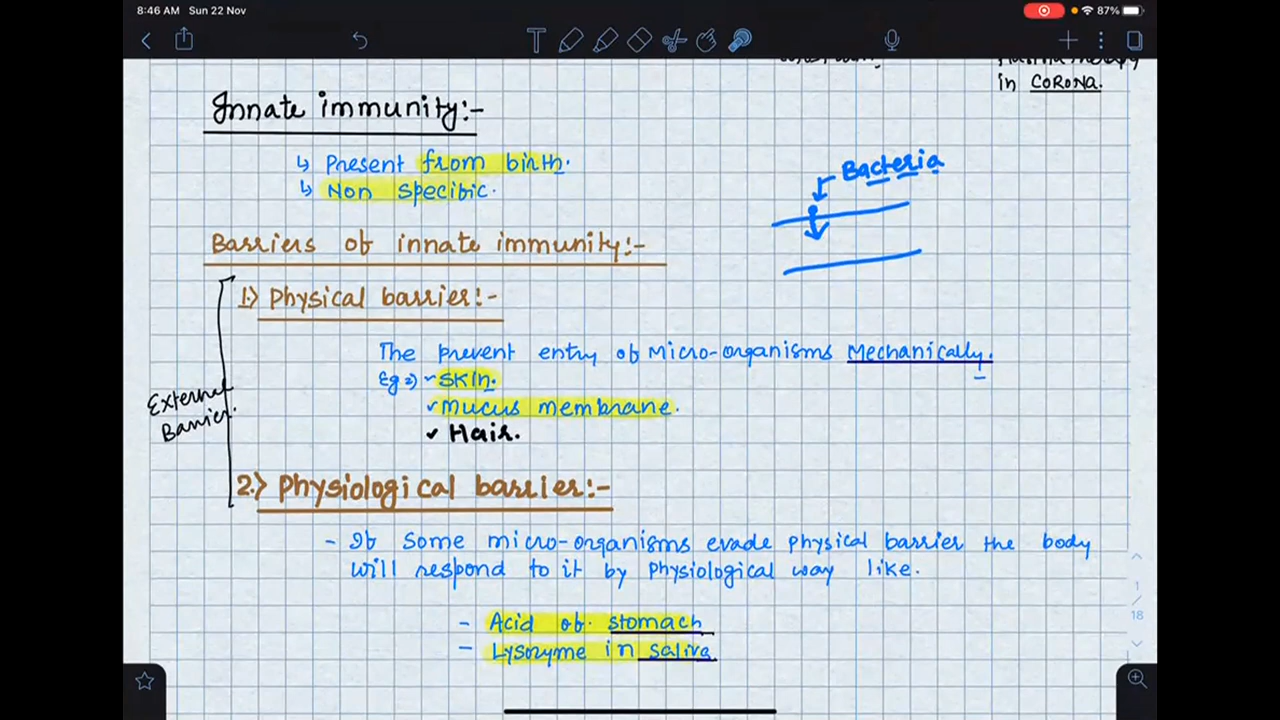 8:46 AM Sun 22 Nov
87%
in CORONA.
Innate immunity:-
↳ Present from birth.
↳ Non Specific.
Bacteria
Barriers of innate immunity:-
1.) Physical barrier:-
The prevent entry of micro-organisms Mechanically.
Eg⇒ ✓ Skin.
✓ mucus membrane.
✓ Hair.
External
Barrier.
2.) Physiological barrier:-
- If some micro-organisms evade physical barrier the body
will respond to it by physiological way like.
- Acid of stomach
- Lysozyme in saliva
1
/
18